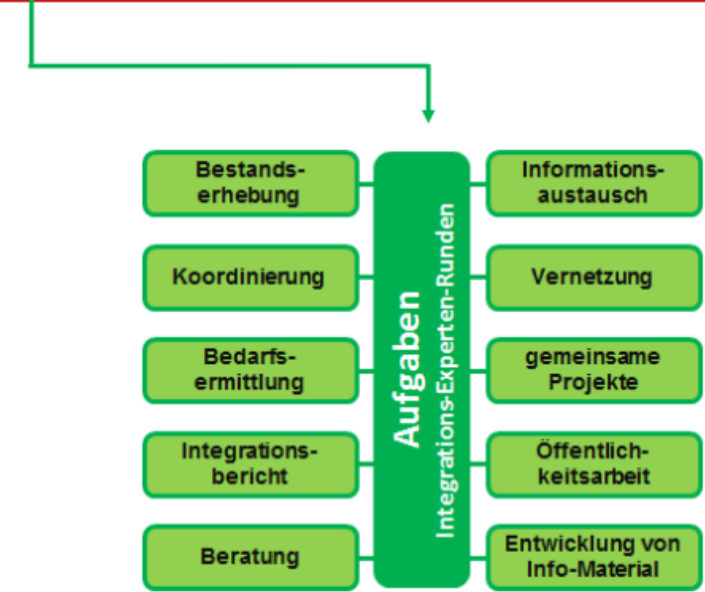 Bestands-
erhebung
Koordinierung
Bedarfs-
ermittlung
Integrations-
bericht
Beratung
Aufgaben
Integrations-Experten-Runden
Informations-
austausch
Vernetzung
gemeinsame
Projekte
Öffentlich-
keitsarbeit
Entwicklung von
Info-Material